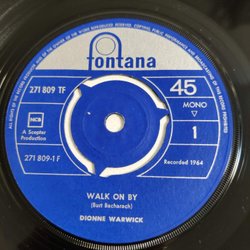 fontana
271 809 TF
45
MONO
▽
1
NCB
A Scepter
Production
271 809-1 F
Recorded 1964
WALK ON BY
(Burt Bacharach)
DIONNE WARWICK